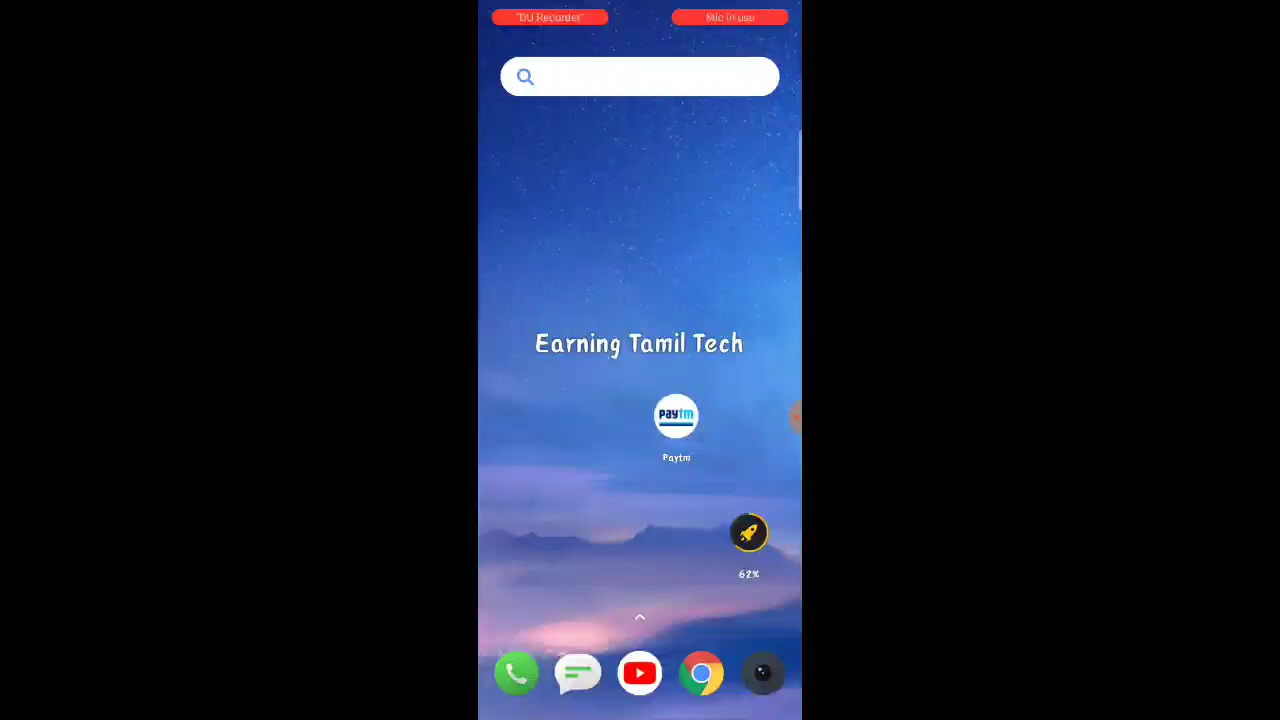 "DU Recorder"
Mic in use
Earning Tamil Tech
paytm
Paytm
62%